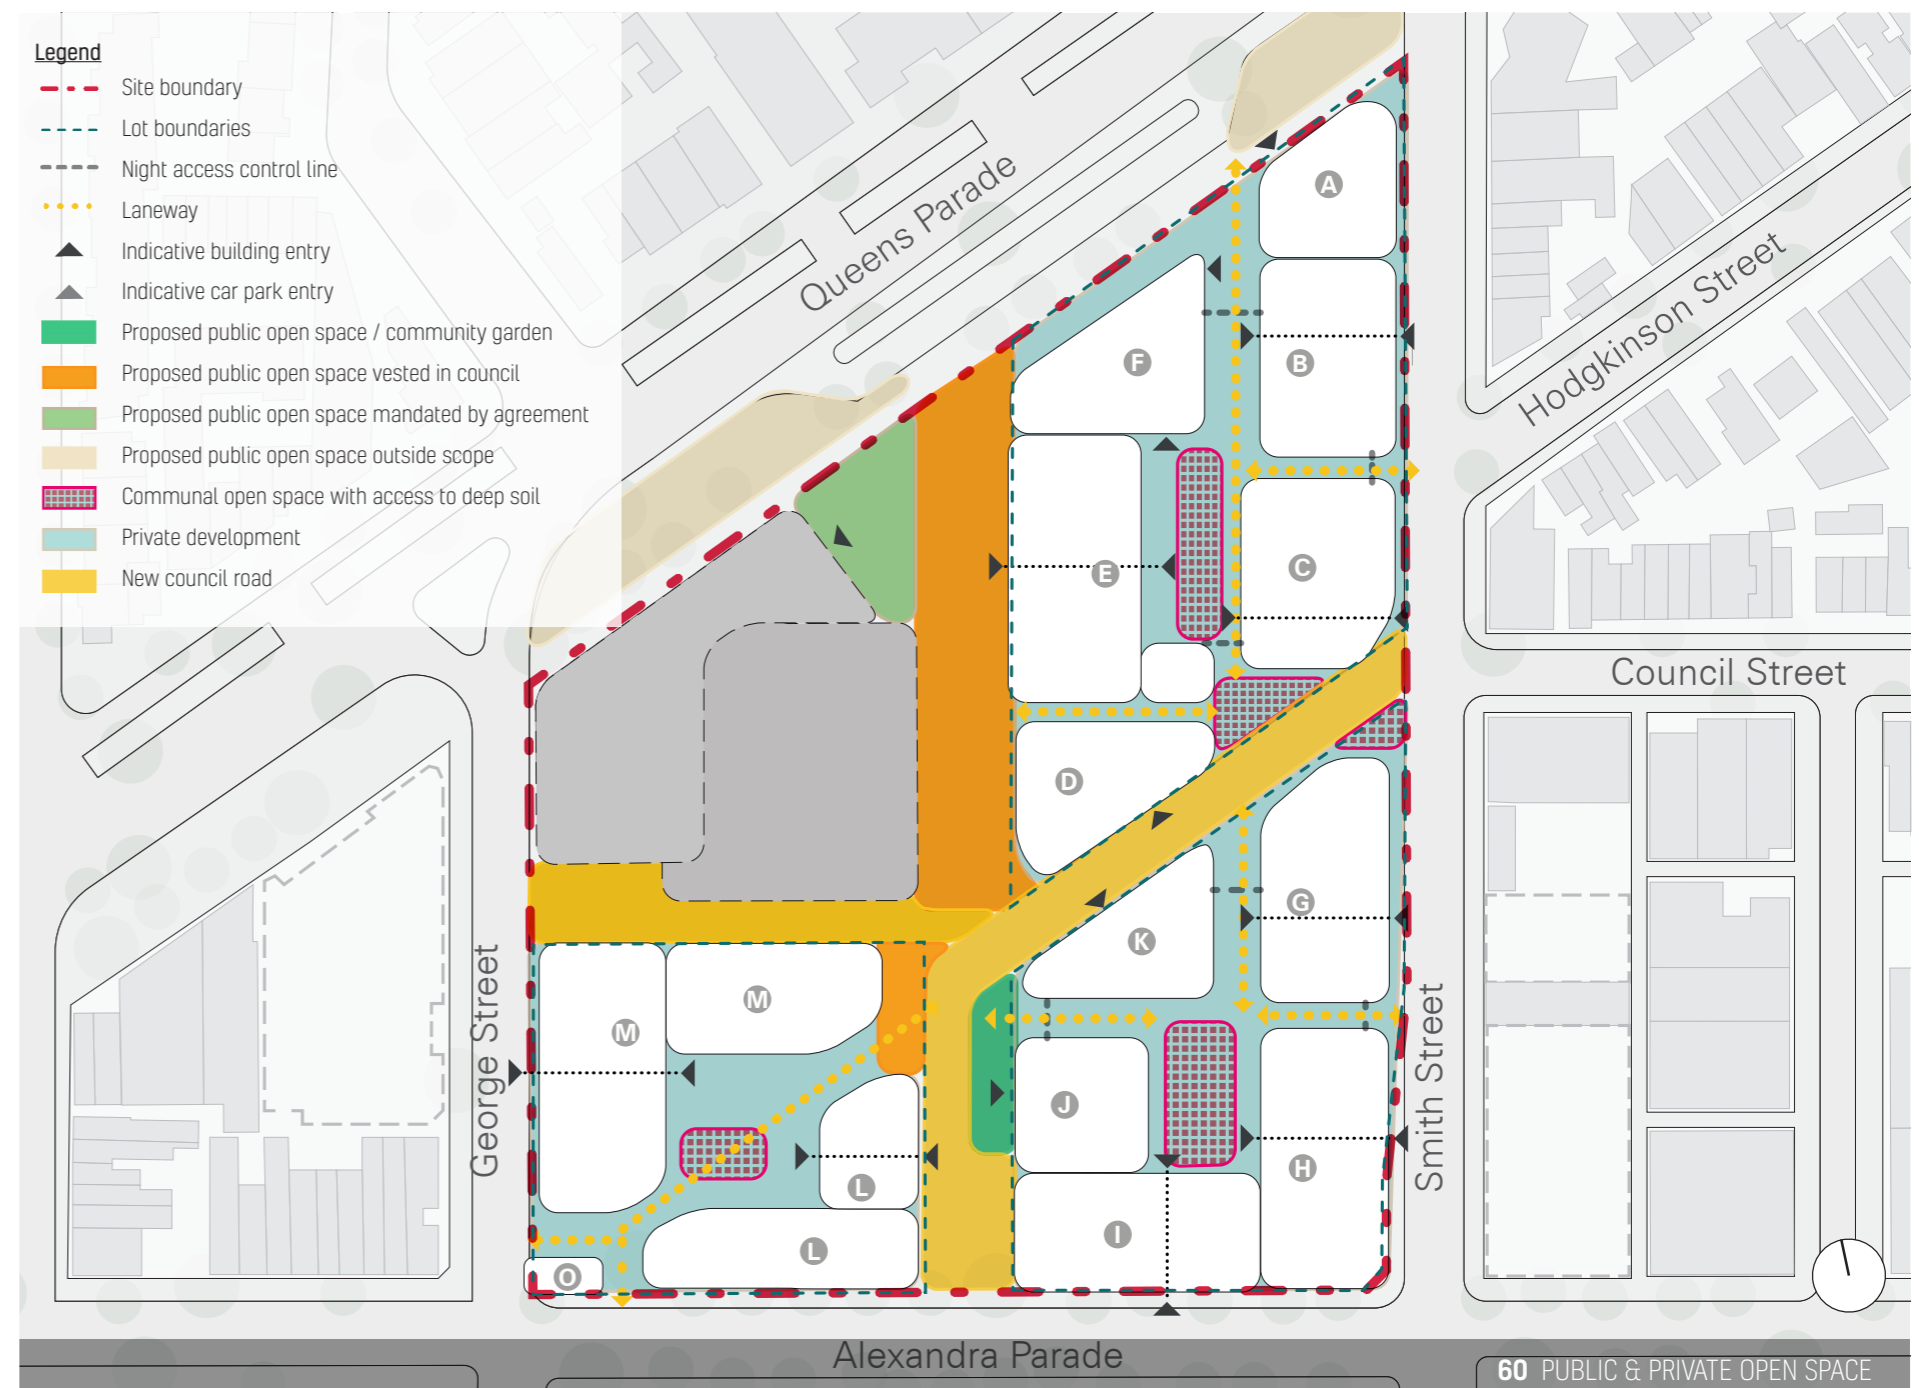 Legend
Site boundary
Lot boundaries
Night access control line
Laneway
Indicative building entry
Indicative car park entry
Proposed public open space / community garden
Proposed public open space vested in council
Proposed public open space mandated by agreement
Proposed public open space outside scope
Communal open space with access to deep soil
Private development
New council road
Queens Parade
Hodgkinson Street
Council Street
George Street
Smith Street
Alexandra Parade
A
F
B
E
C
D
G
K
M
M
J
H
L
I
L
O
60 PUBLIC & PRIVATE OPEN SPACE